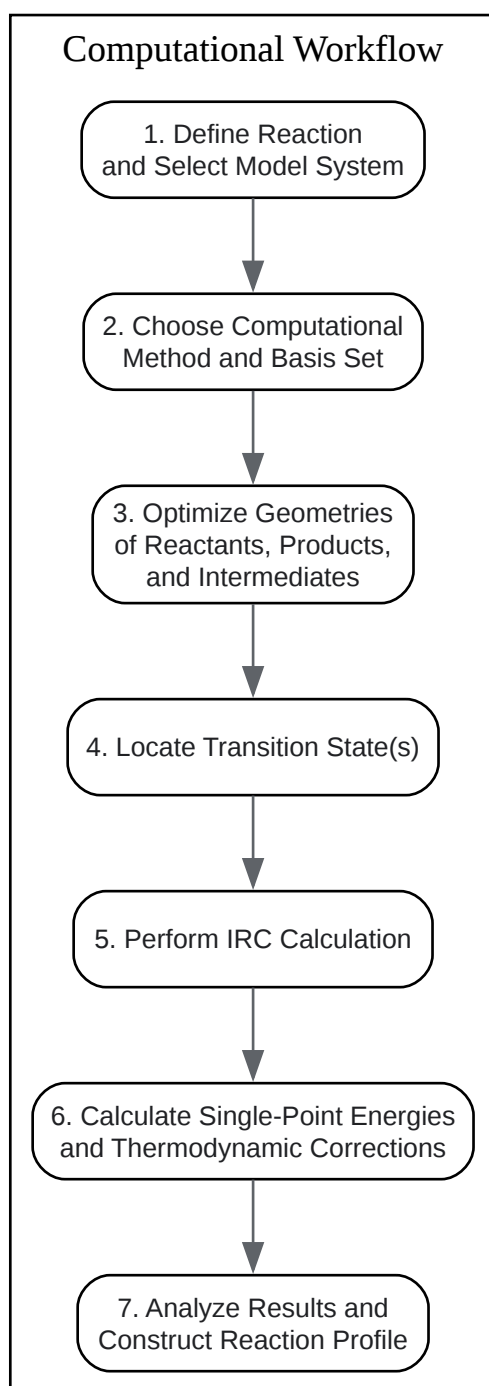 Computational Workflow
1. Define Reaction
and Select Model System
2. Choose Computational
Method and Basis Set
3. Optimize Geometries
of Reactants, Products,
and Intermediates
4. Locate Transition State(s)
5. Perform IRC Calculation
6. Calculate Single-Point Energies
and Thermodynamic Corrections
7. Analyze Results and
Construct Reaction Profile